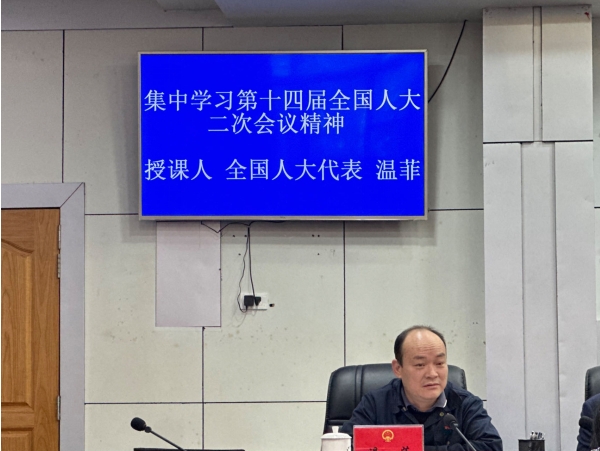 集中学习第十四届全国人大
二次会议精神
授课人 全国人大代表 温菲